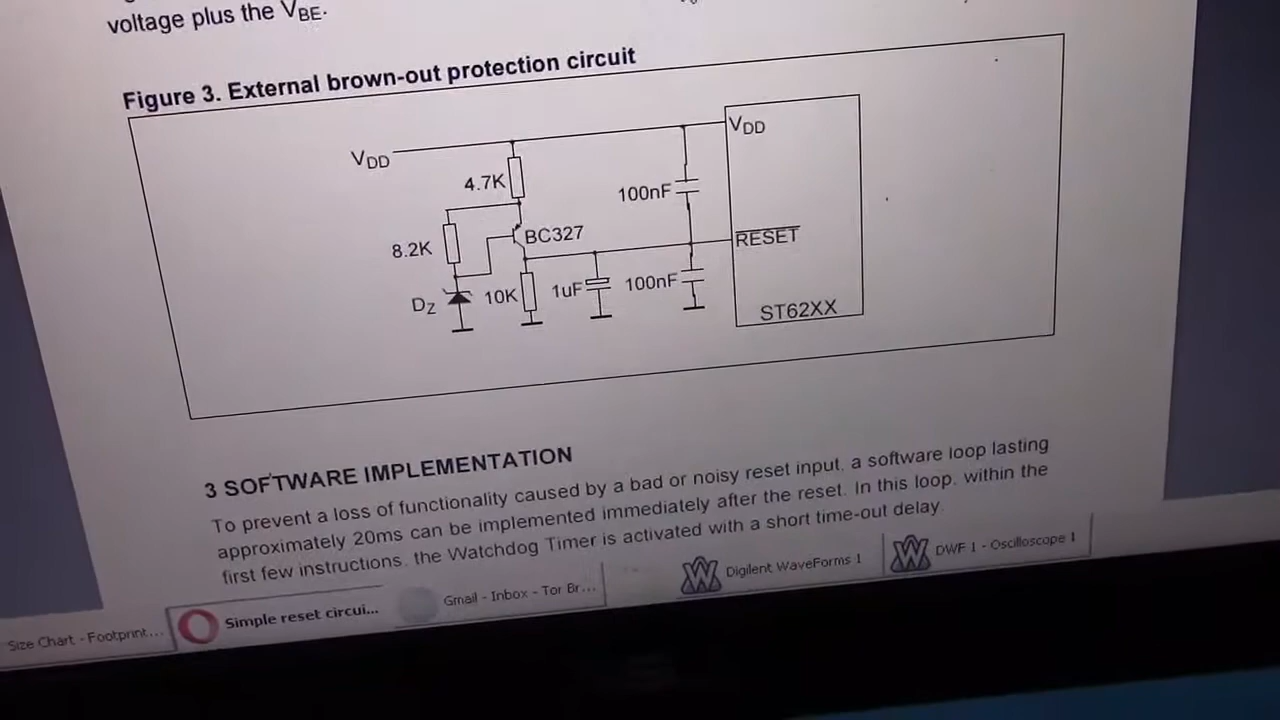 voltage plus the VBE.
Figure 3. External brown-out protection circuit
VDD
VDD
4.7K
100nF
8.2K
BC327
RESET
DZ
10K
1uF
100nF
ST62XX
3 SOFTWARE IMPLEMENTATION
To prevent a loss of functionality caused by a bad or noisy reset input, a software loop lasting
approximately 20ms can be implemented immediately after the reset. In this loop, within the
first few instructions, the Watchdog Timer is activated with a short time-out delay.
Size Chart - Footprint...
Simple reset circui...
Gmail - Inbox - Tor Br...
Digilent WaveForms 1
DWF 1 - Oscilloscope 1